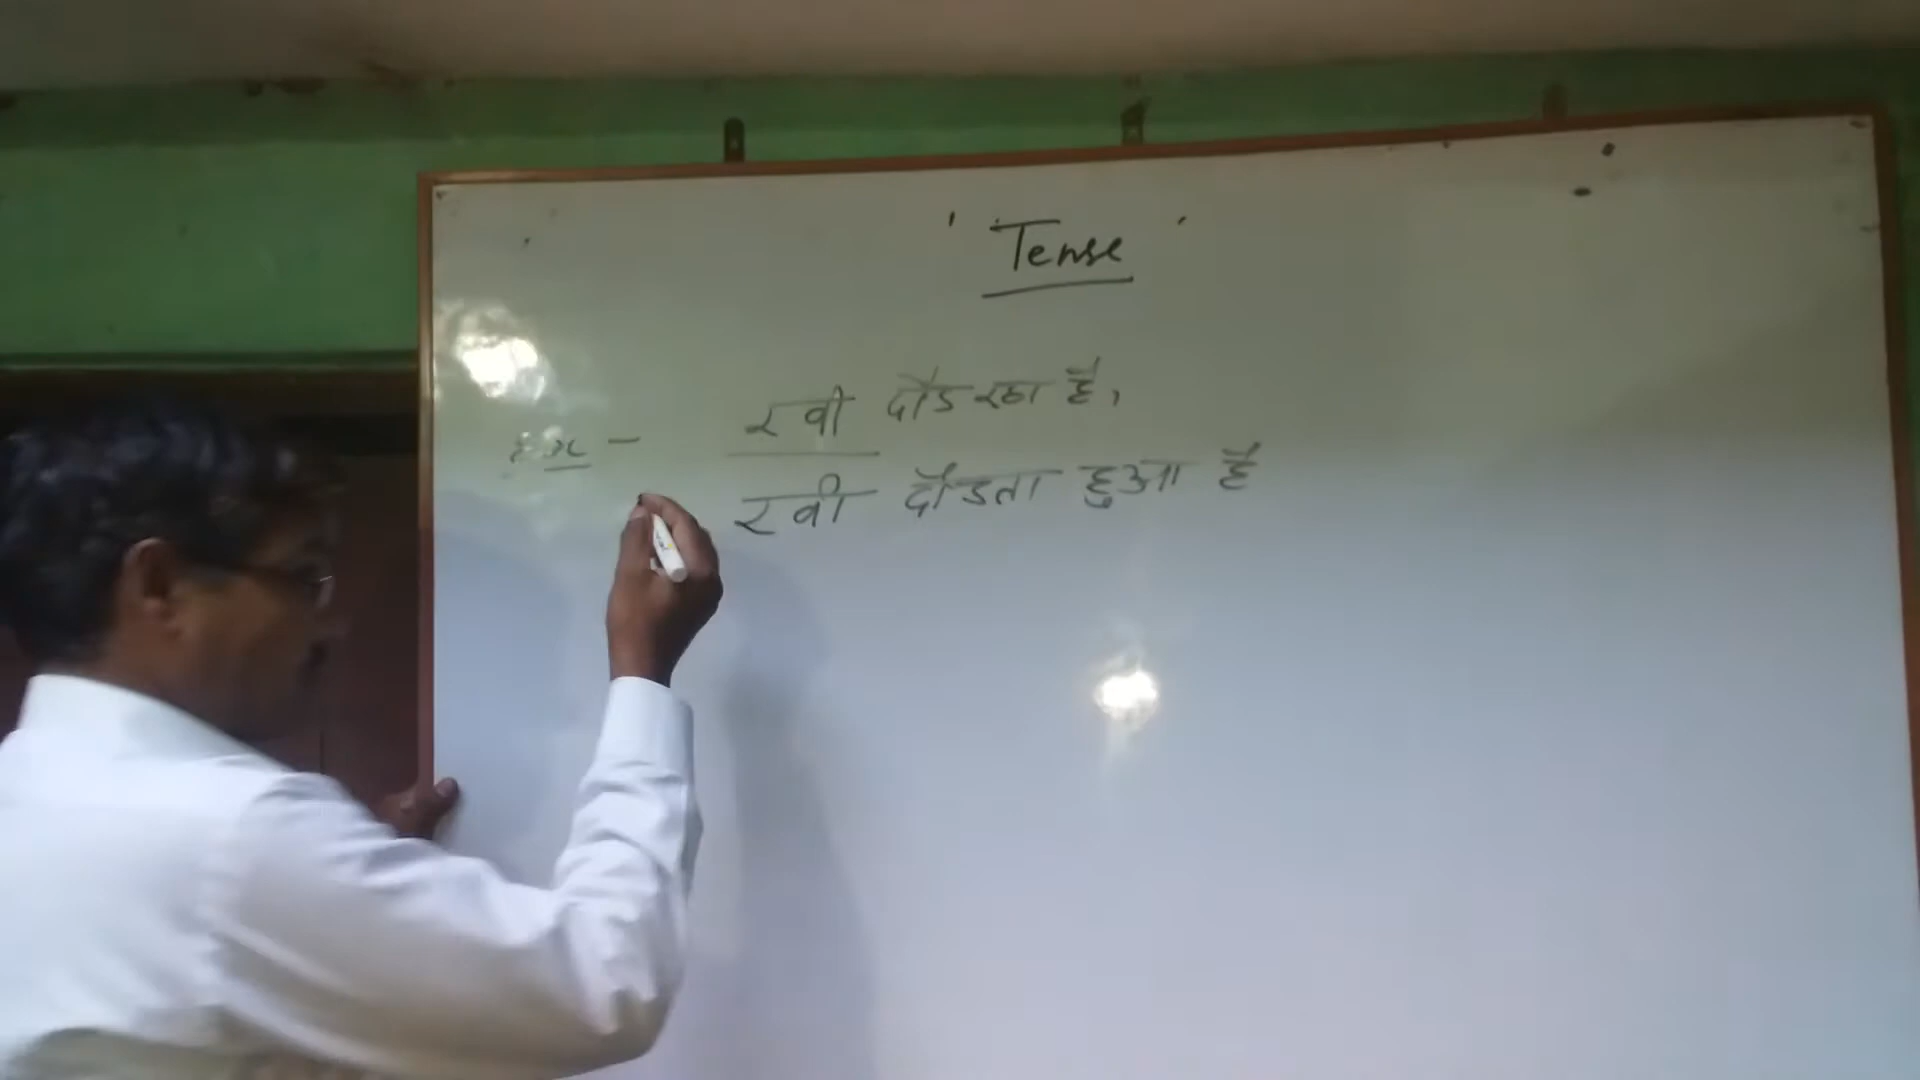 ' Tense '
Ex - रवी दौड रहा है,
रवी दौडता हुआ है